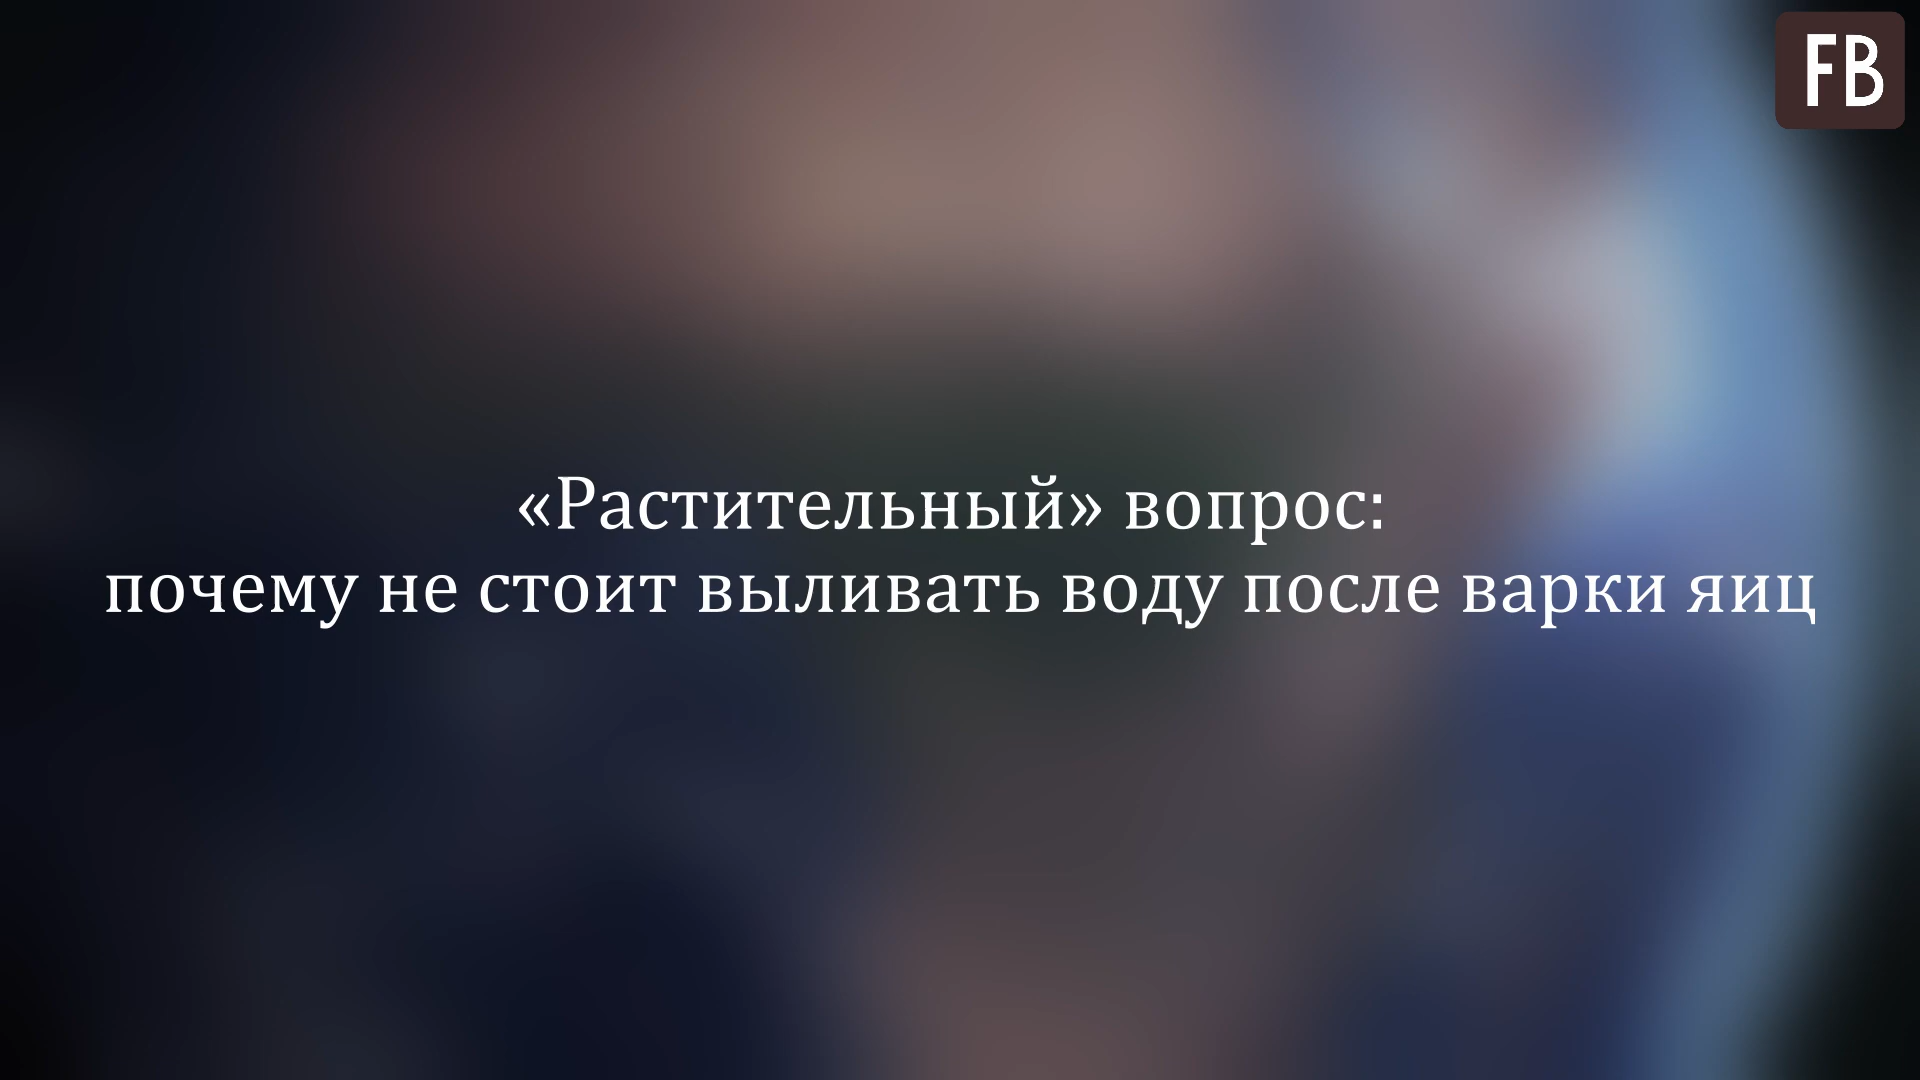 FB
«Растительный» вопрос:
почему не стоит выливать воду после варки яиц